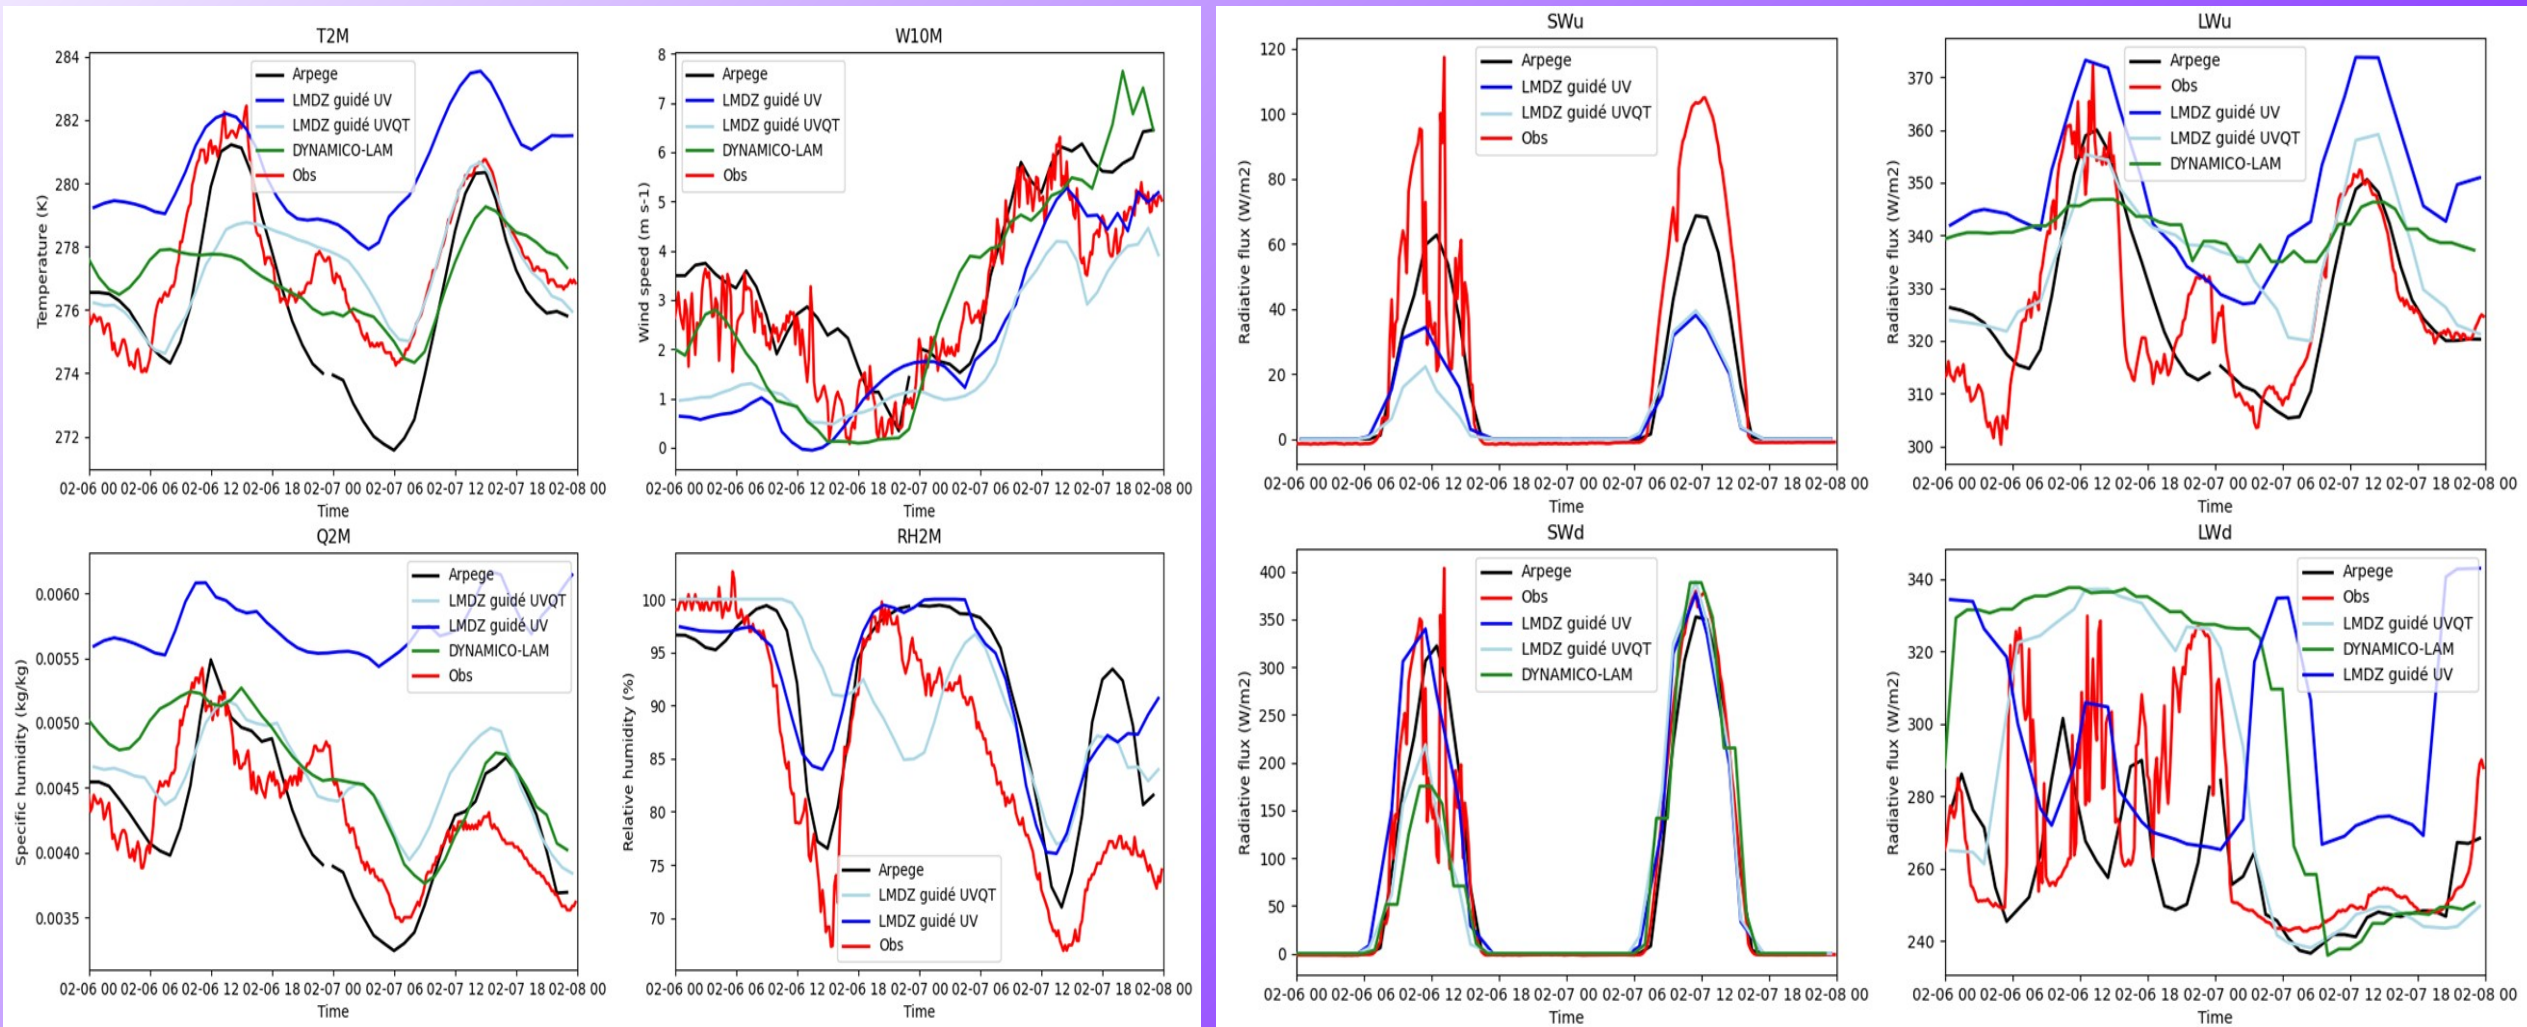 T2M
Temperature (K)
284
282
280
278
276
274
272
Arpege
LMDZ guidé UV
LMDZ guidé UVQT
DYNAMICO-LAM
Obs
02-06 00 02-06 06 02-06 12 02-06 18 02-07 00 02-07 06 02-07 12 02-07 18 02-08 00
Time
W10M
Wind speed (m s-1)
8
7
6
5
4
3
2
1
0
Arpege
LMDZ guidé UV
LMDZ guidé UVQT
DYNAMICO-LAM
Obs
02-06 00 02-06 06 02-06 12 02-06 18 02-07 00 02-07 06 02-07 12 02-07 18 02-08 00
Time
SWu
Radiative flux (W/m2)
120
100
80
60
40
20
0
Arpege
LMDZ guidé UV
LMDZ guidé UVQT
Obs
02-06 00 02-06 06 02-06 12 02-06 18 02-07 00 02-07 06 02-07 12 02-07 18 02-08 00
Time
LWu
Radiative flux (W/m2)
370
360
350
340
330
320
310
300
Arpege
Obs
LMDZ guidé UV
LMDZ guidé UVQT
DYNAMICO-LAM
02-06 00 02-06 06 02-06 12 02-06 18 02-07 00 02-07 06 02-07 12 02-07 18 02-08 00
Time
Q2M
Specific humidity (kg/kg)
0.0060
0.0055
0.0050
0.0045
0.0040
0.0035
Arpege
LMDZ guidé UVQT
LMDZ guidé UV
DYNAMICO-LAM
Obs
02-06 00 02-06 06 02-06 12 02-06 18 02-07 00 02-07 06 02-07 12 02-07 18 02-08 00
Time
RH2M
Relative humidity (%)
100
95
90
85
80
75
70
Arpege
LMDZ guidé UVQT
LMDZ guidé UV
Obs
02-06 00 02-06 06 02-06 12 02-06 18 02-07 00 02-07 06 02-07 12 02-07 18 02-08 00
Time
SWd
Radiative flux (W/m2)
400
350
300
250
200
150
100
50
0
Arpege
Obs
LMDZ guidé UV
LMDZ guidé UVQT
DYNAMICO-LAM
02-06 00 02-06 06 02-06 12 02-06 18 02-07 00 02-07 06 02-07 12 02-07 18 02-08 00
Time
LWd
Radiative flux (W/m2)
340
320
300
280
260
240
Arpege
Obs
LMDZ guidé UVQT
DYNAMICO-LAM
LMDZ guidé UV
02-06 00 02-06 06 02-06 12 02-06 18 02-07 00 02-07 06 02-07 12 02-07 18 02-08 00
Time